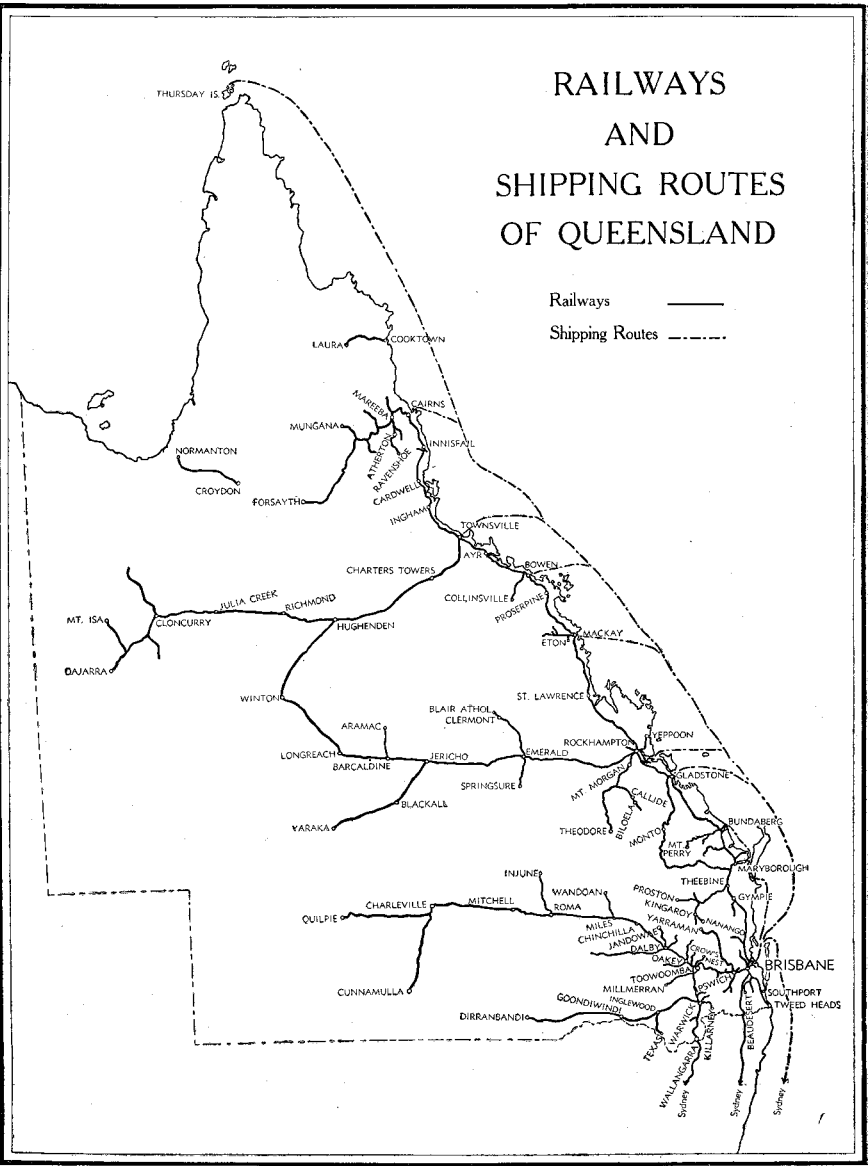 RAILWAYS
AND
SHIPPING ROUTES
OF QUEENSLAND
Railways
Shipping Routes
THURSDAY IS.
LAURA
COOKTOWN
MAREEBA
CAIRNS
MUNGANA
INNISFAIL
ATHERTON
RAVENSHOE
NORMANTON
CROYDON
CARDWELL
FORSAYTH
INGHAM
TOWNSVILLE
AYR
BOWEN
CHARTERS TOWERS
COLLINSVILLE
PROSERPINE
JULIA CREEK
RICHMOND
MT. ISA
CLONCURRY
HUGHENDEN
ETON
MACKAY
DAJARRA
WINTON
ST. LAWRENCE
BLAIR ATHOL
CLERMONT
ARAMAC
ROCKHAMPTON
YEPPOON
LONGREACH
BARCALDINE
JERICHO
EMERALD
MT. MORGAN
GLADSTONE
SPRINGSURE
CALLIDE
BLACKALL
BILOELA
YARAKA
THEODORE
MONTO
BUNDABERG
MT.
PERRY
MARYBOROUGH
THEEBINE
INJUNE
WANDOAN
PROSTON
GYMPIE
CHARLEVILLE
MITCHELL
KINGAROY
QUILPIE
ROMA
MILES
YARRAMAN
NANANGO
CHINCHILLA
JANDOWAE
DALBY
CROW'S
NEST
OAKEY
BRISBANE
TOOWOOMBA
IPSWICH
CUNNAMULLA
MILLMERRAN
SOUTHPORT
TWEED HEADS
GOONDIWINDI
INGLEWOOD
DIRRANBANDI
WARWICK
TEXAS
KILLARNEY
BEAUDESERT
WALLANGARRA
Sydney
Sydney
Sydney